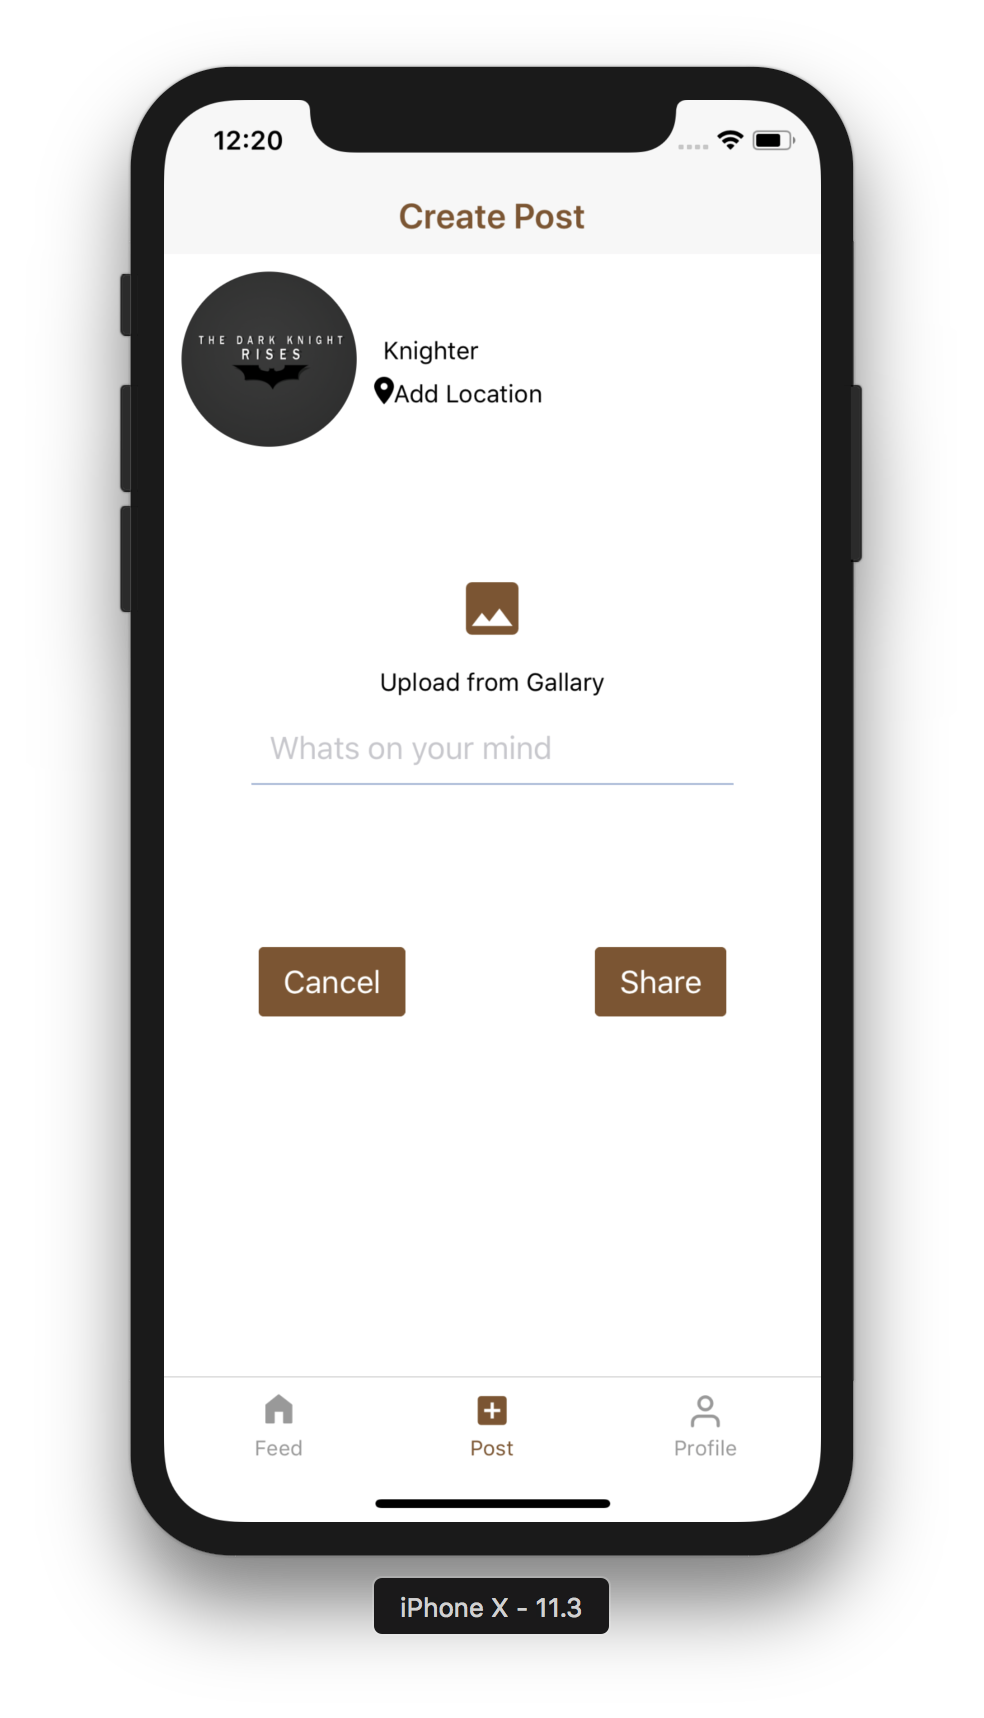 12:20
Create Post
THE DARK KNIGHT
RISES
Knighter
Add Location
Upload from Gallary
Whats on your mind
Cancel
Share
Feed
Post
Profile
iPhone X - 11.3